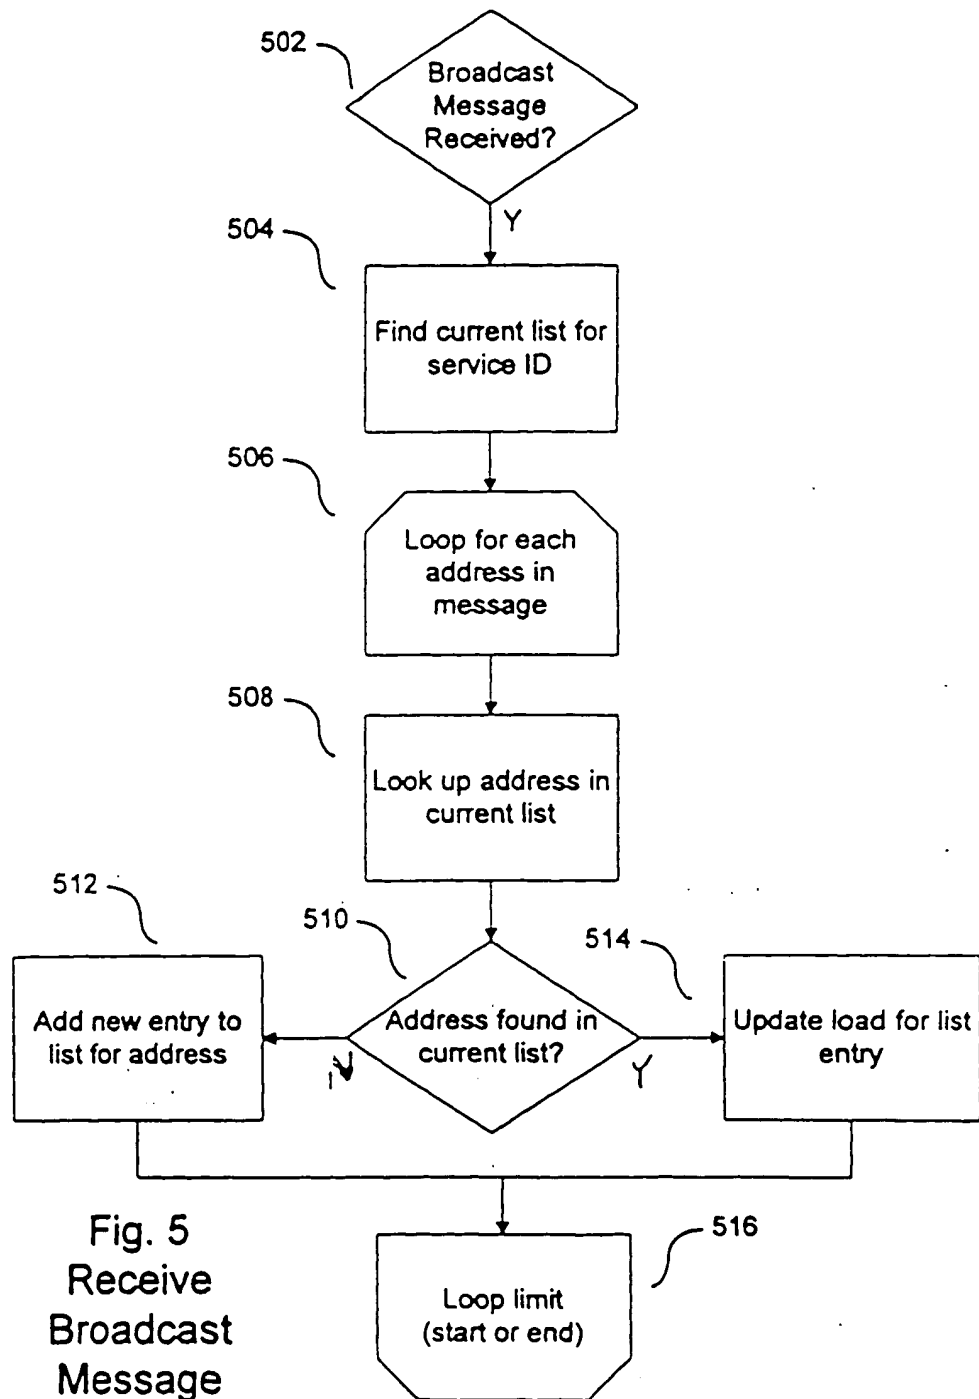 502
Broadcast
Message
Received?
Y
504
Find current list for
service ID
506
Loop for each
address in
message
508
Look up address in
current list
512
510
514
Add new entry to
list for address
Address found in
current list?
Update load for list
entry
N
Y
516
Loop limit
(start or end)
Fig. 5
Receive
Broadcast
Message